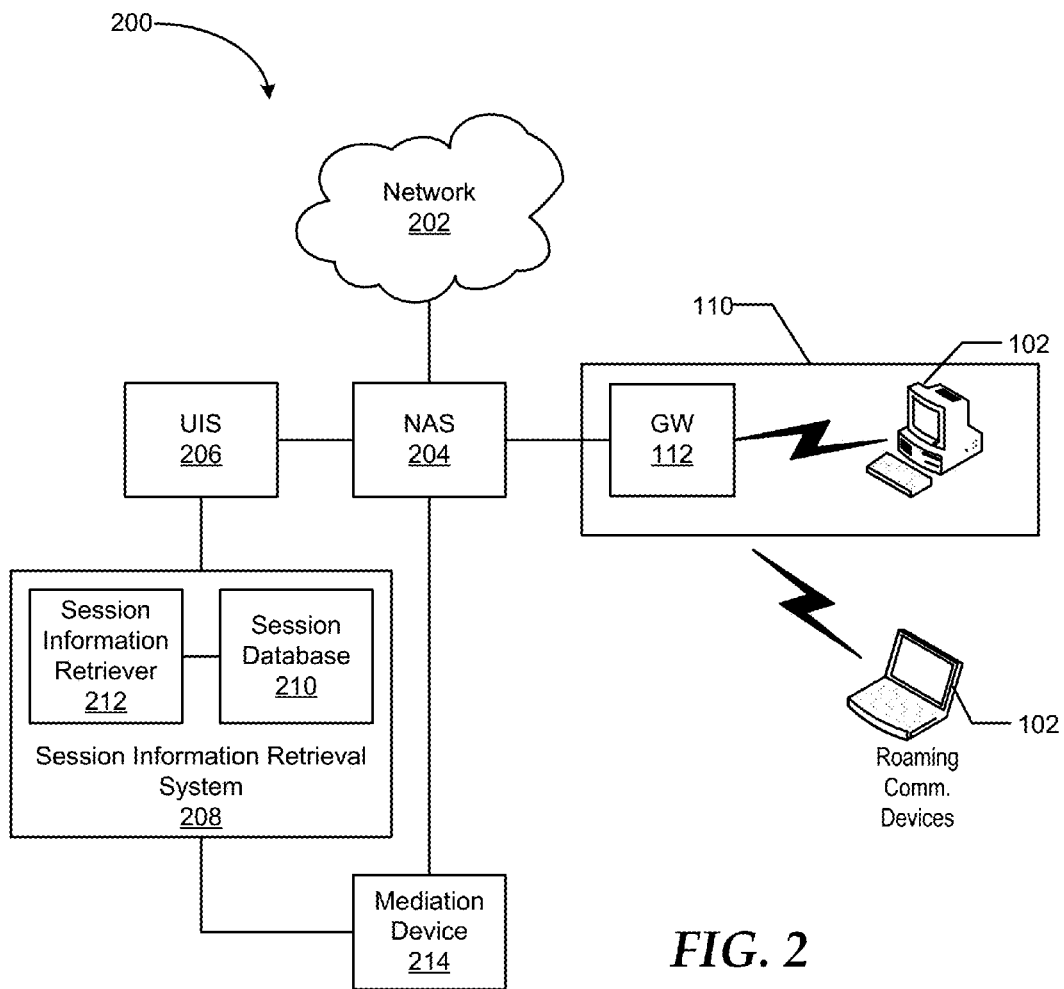 200
Network
202
110
102
UIS
206
NAS
204
GW
112
Session
Information
Retriever
212
Session
Database
210
Session Information Retrieval
System
208
102
Roaming
Comm.
Devices
Mediation
Device
214
FIG. 2